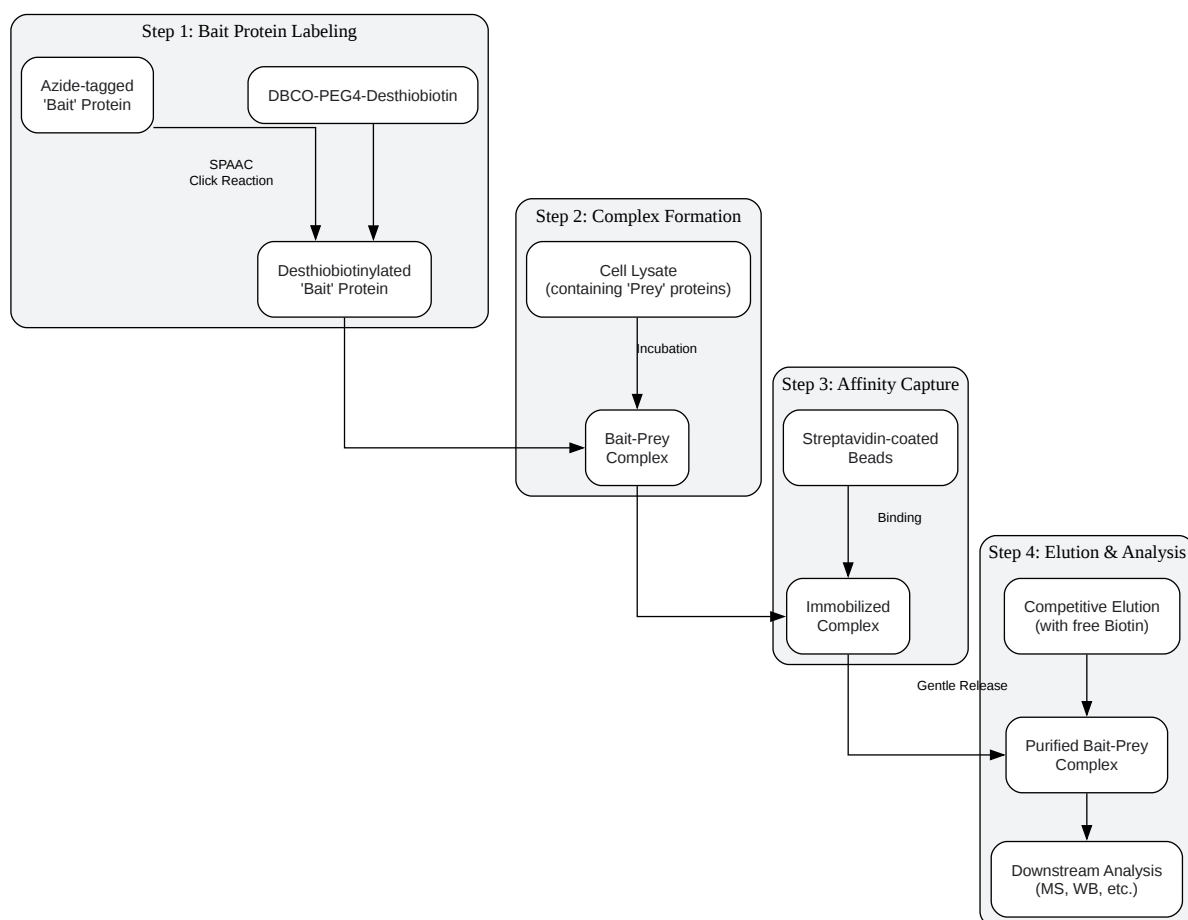 Step 1: Bait Protein Labeling
Azide-tagged
'Bait' Protein
DBCO-PEG4-Desthiobiotin
SPAAC
Click Reaction
Desthiobiotinylated
'Bait' Protein
Step 2: Complex Formation
Cell Lysate
(containing 'Prey' proteins)
Incubation
Bait-Prey
Complex
Step 3: Affinity Capture
Streptavidin-coated
Beads
Binding
Immobilized
Complex
Step 4: Elution & Analysis
Competitive Elution
(with free Biotin)
Gentle Release
Purified Bait-Prey
Complex
Downstream Analysis
(MS, WB, etc.)